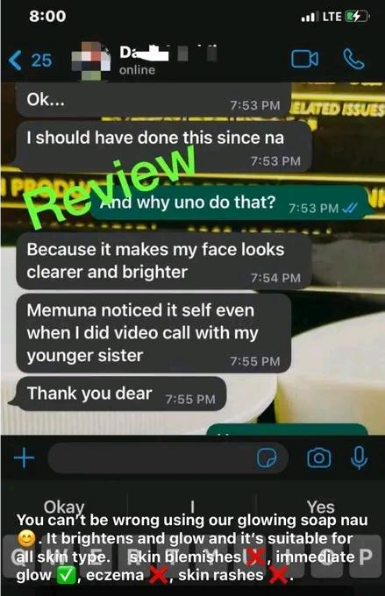 8:00
LTE
25
online
Ok...
7:53 PM
ELATED ISSUES
I should have done this since na
7:53 PM
Review
And why uno do that?
7:53 PM
Because it makes my face looks
clearer and brighter
7:54 PM
Memuna noticed it self even
when I did video call with my
younger sister
7:55 PM
Thank you dear
7:55 PM
Okay
I
Yes
You can't be wrong using our glowing soap nau
😊. It brightens and glow and it's suitable for
all skin type. skin blemishes❌, immediate
glow ✅, eczema ❌, skin rashes ❌.